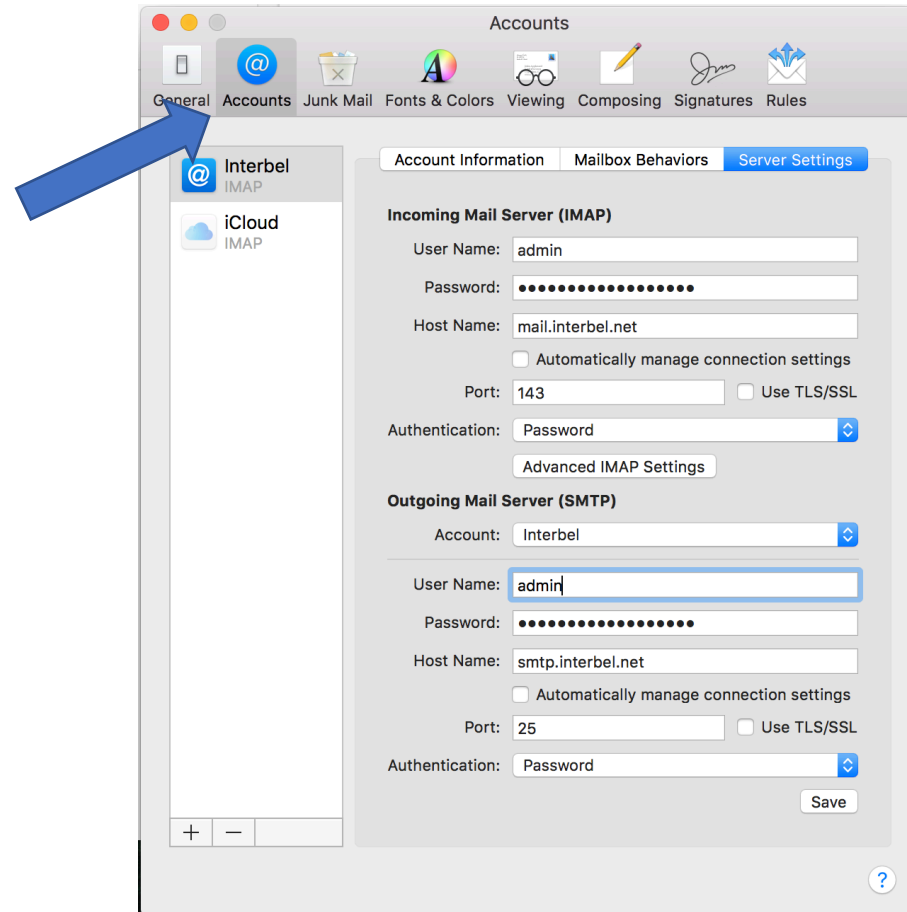 Accounts
General Accounts Junk Mail Fonts & Colors Viewing Composing Signatures Rules
Interbel
IMAP
iCloud
IMAP
Account Information Mailbox Behaviors Server Settings
Incoming Mail Server (IMAP)
User Name: admin
Password: ••••••••••••••••••
Host Name: mail.interbel.net
Automatically manage connection settings
Port: 143 Use TLS/SSL
Authentication: Password
Advanced IMAP Settings
Outgoing Mail Server (SMTP)
Account: Interbel
User Name: admin
Password: ••••••••••••••••••
Host Name: smtp.interbel.net
Automatically manage connection settings
Port: 25 Use TLS/SSL
Authentication: Password
Save
+ −
?